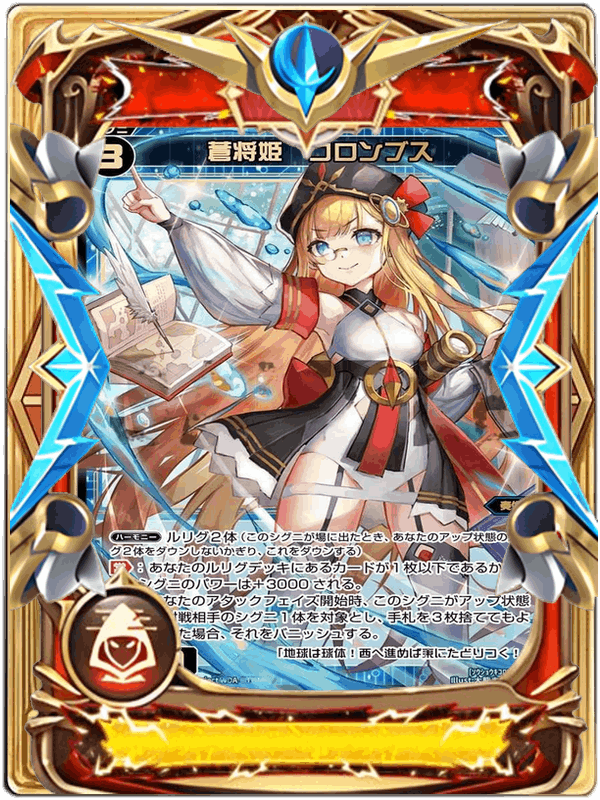 3
蒼将姫 コロンブス
ハーモニー ルリグ２体（このシグニが場に出たとき、あなたのアップ状態の
グ２体をダウンしないかぎり、これをダウンする）
常：あなたのルリグデッキにあるカードが１枚以下であるか
ングニのパワーは＋3000される。
なたのアタックフェイズ開始時、このシグニがアップ状態
戦相手のシグニ１体を対象とし、手札を３枚捨ててもよ
た場合、それをバニッシュする。
「地球は球体！西へ進めば東にたどりつく！